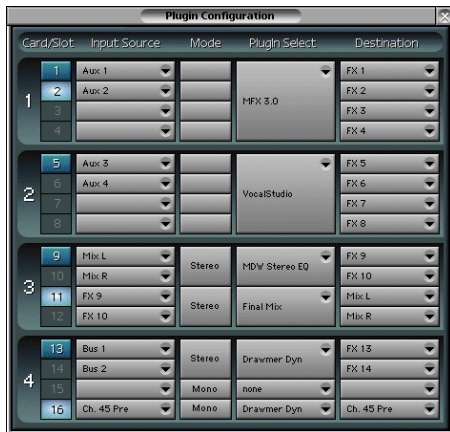 Plugin Configuration
Card/Slot Input Source Mode PlugIn Select Destination
1
1 Aux 1 MFX 3.0 FX 1
2 Aux 2 FX 2
3 FX 3
4 FX 4
2
5 Aux 3 VocalStudio FX 5
6 Aux 4 FX 6
7 FX 7
8 FX 8
3
9 Mix L Stereo MDW Stereo EQ FX 9
10 Mix R FX 10
11 FX 9 Stereo Final Mix Mix L
12 FX 10 Mix R
4
13 Bus 1 Stereo Drawmer Dyn FX 13
14 Bus 2 FX 14
15 Mono none
16 Ch. 45 Pre Mono Drawmer Dyn Ch. 45 Pre